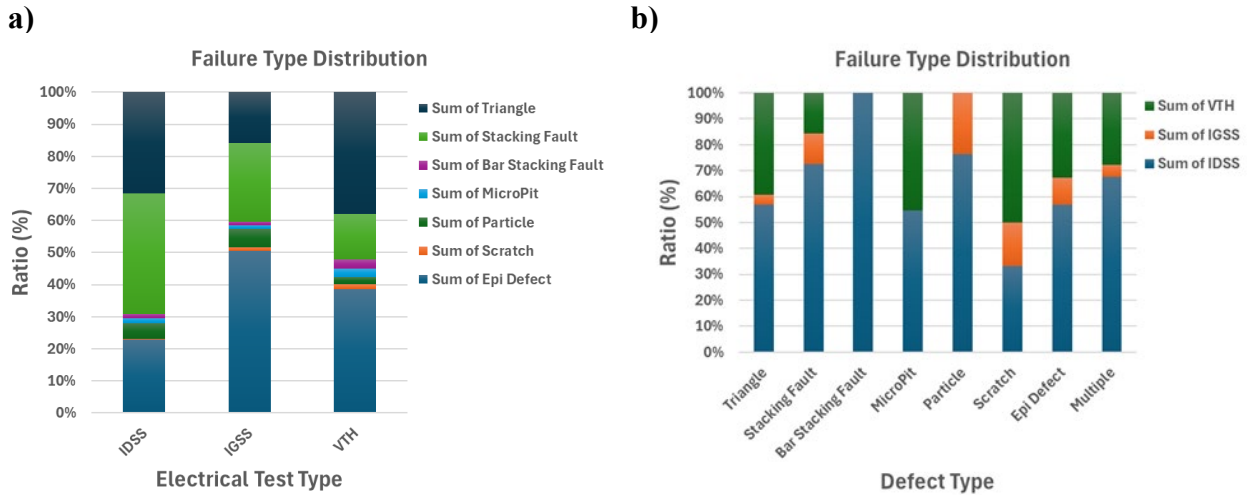 a)
Failure Type Distribution
100%
90%
80%
70%
60%
50%
40%
30%
20%
10%
0%
Ratio (%)
IDSS
IGSS
VTH
Electrical Test Type
Sum of Triangle
Sum of Stacking Fault
Sum of Bar Stacking Fault
Sum of MicroPit
Sum of Particle
Sum of Scratch
Sum of Epi Defect
b)
Failure Type Distribution
100%
90%
80%
70%
60%
50%
40%
30%
20%
10%
0%
Ratio (%)
Triangle
Stacking Fault
Bar Stacking Fault
MicroPit
Particle
Scratch
Epi Defect
Multiple
Defect Type
Sum of VTH
Sum of IGSS
Sum of IDSS